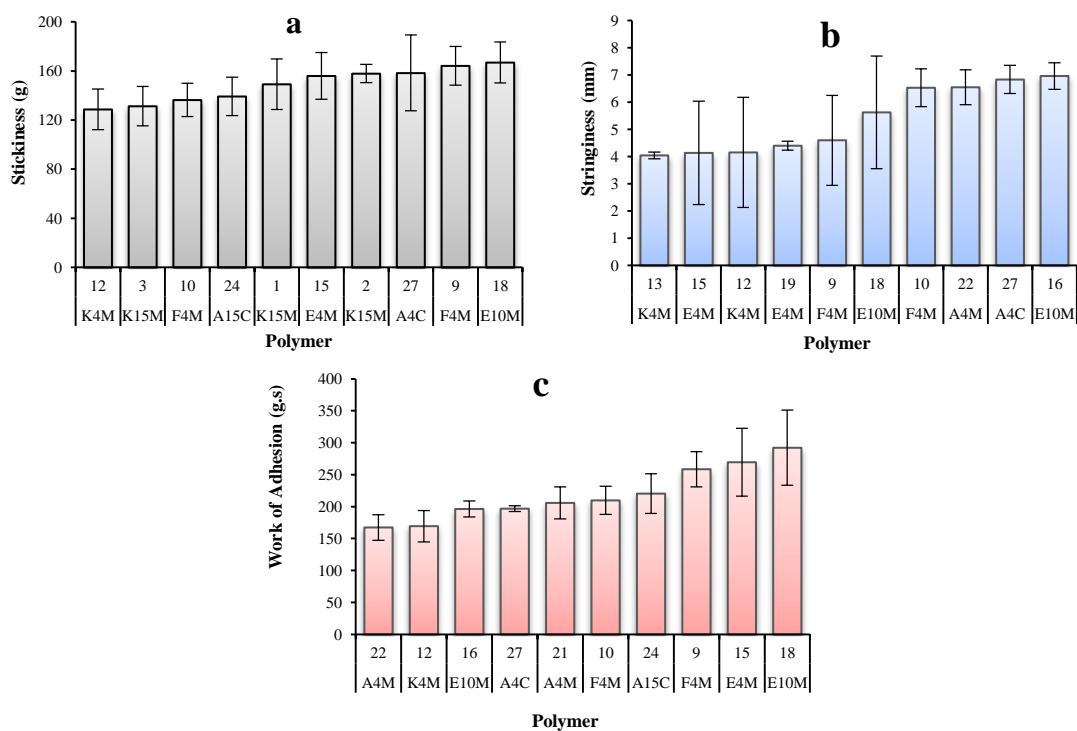 a
Stickiness (g)
200
160
120
80
40
0
12 3 10 24 1 15 2 27 9 18
K4M K15M F4M A15C K15M E4M K15M A4C F4M E10M
Polymer
b
Stringiness (mm)
9
8
7
6
5
4
3
2
1
0
13 15 12 19 9 18 10 22 27 16
K4M E4M K4M E4M F4M E10M F4M A4M A4C E10M
Polymer
c
Work of Adhesion (g.s)
400
350
300
250
200
150
100
50
0
22 12 16 27 21 10 24 9 15 18
A4M K4M E10M A4C A4M F4M A15C F4M E4M E10M
Polymer